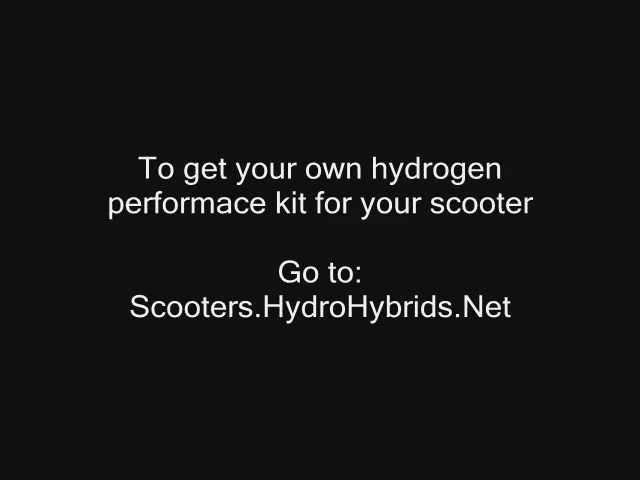 To get your own hydrogen
performace kit for your scooter
Go to:
Scooters.HydroHybrids.Net